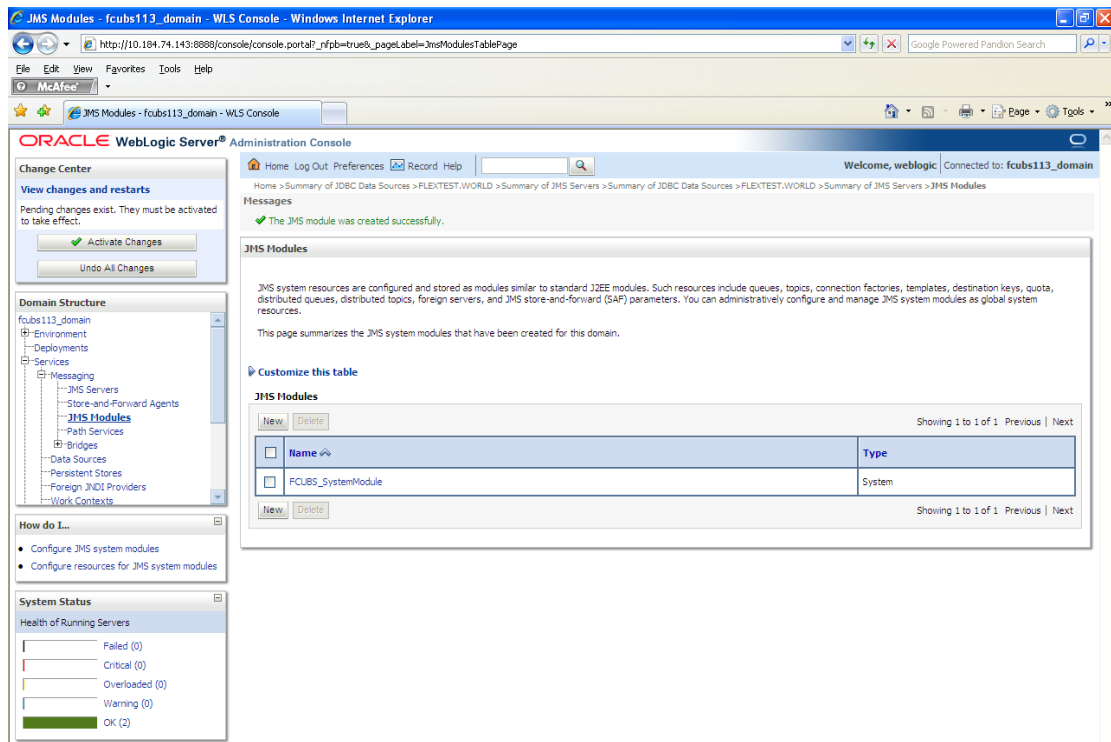 JMS Modules - fcubs113_domain - WLS Console - Windows Internet Explorer
http://10.184.74.143:8888/console/console.portal?_nfpb=true&_pageLabel=JmsModulesTablePage
Google Powered Pandion Search
File Edit View Favorites Tools Help
McAfee
JMS Modules - fcubs113_domain - WLS Console
Page Tools
ORACLE WebLogic Server® Administration Console
Change Center
View changes and restarts
Pending changes exist. They must be activated
to take effect.
Activate Changes
Undo All Changes
Domain Structure
fcubs113_domain
Environment
Deployments
Services
Messaging
JMS Servers
Store-and-Forward Agents
JMS Modules
Path Services
Bridges
Data Sources
Persistent Stores
Foreign JNDI Providers
Work Contexts
How do I...
Configure JMS system modules
Configure resources for JMS system modules
System Status
Health of Running Servers
Failed (0)
Critical (0)
Overloaded (0)
Warning (0)
OK (2)
Home Log Out Preferences Record Help
Welcome, weblogic Connected to: fcubs113_domain
Home >Summary of JDBC Data Sources >FLEXTEST.WORLD >Summary of JMS Servers >Summary of JDBC Data Sources >FLEXTEST.WORLD >Summary of JMS Servers >JMS Modules
Messages
The JMS module was created successfully.
JMS Modules
JMS system resources are configured and stored as modules similar to standard J2EE modules. Such resources include queues, topics, connection factories, templates, destination keys, quota,
distributed queues, distributed topics, foreign servers, and JMS store-and-forward (SAF) parameters. You can administratively configure and manage JMS system modules as global system
resources.
This page summarizes the JMS system modules that have been created for this domain.
Customize this table
JMS Modules
New Delete Showing 1 to 1 of 1 Previous | Next
Name Type
FCUBS_SystemModule System
New Delete Showing 1 to 1 of 1 Previous | Next